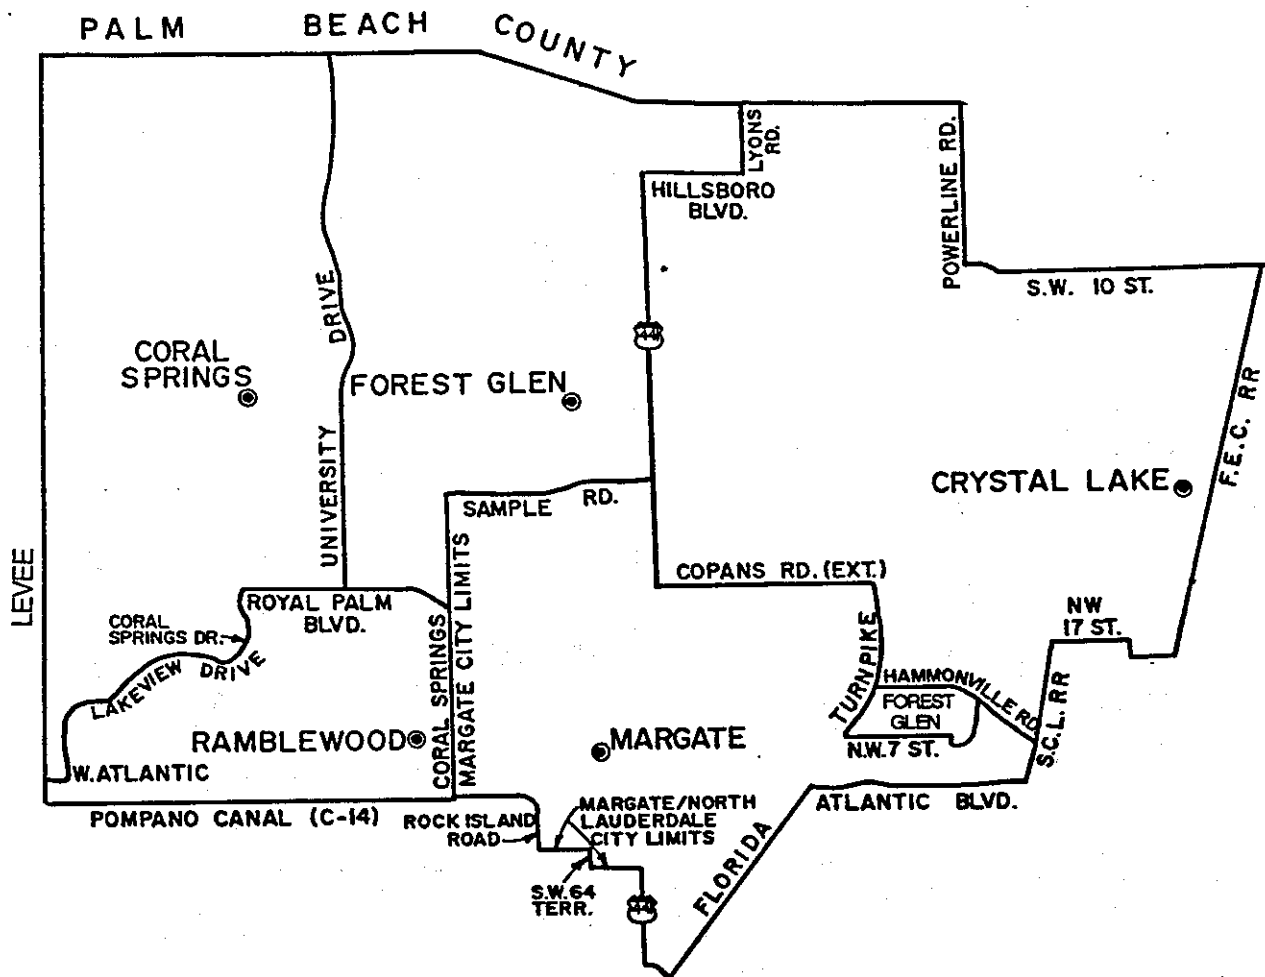 PALM BEACH COUNTY
LYONS
RD.
POWERLINE RD.
HILLSBORO
BLVD.
S.W. 10 ST.
UNIVERSITY DRIVE
441
CORAL
SPRINGS
FOREST GLEN
F.E.C. RR
CRYSTAL LAKE
SAMPLE RD.
LEVEE
COPANS RD. (EXT.)
ROYAL PALM
BLVD.
NW
17 ST.
CORAL
SPRINGS DR.
LAKEVIEW DRIVE
CORAL SPRINGS
MARGATE CITY LIMITS
TURNPIKE
HAMMONVILLE RD.
FOREST
GLEN
N.W. 7 ST.
S.C.L. RR
RAMBLEWOOD
MARGATE
W. ATLANTIC
POMPANO CANAL (C-14)
ROCK ISLAND
ROAD
MARGATE/NORTH
LAUDERDALE
CITY LIMITS
ATLANTIC BLVD.
S.W. 64
TERR.
441
FLORIDA